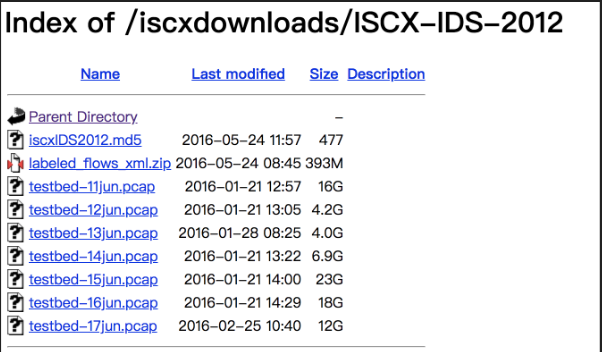 Index of /iscxdownloads/ISCX-IDS-2012
Name Last modified Size Description
Parent Directory -
iscxIDS2012.md5 2016-05-24 11:57 477
labeled_flows_xml.zip 2016-05-24 08:45 393M
testbed-11jun.pcap 2016-01-21 12:57 16G
testbed-12jun.pcap 2016-01-21 13:05 4.2G
testbed-13jun.pcap 2016-01-28 08:25 4.0G
testbed-14jun.pcap 2016-01-21 13:22 6.9G
testbed-15jun.pcap 2016-01-21 14:00 23G
testbed-16jun.pcap 2016-01-21 14:29 18G
testbed-17jun.pcap 2016-02-25 10:40 12G